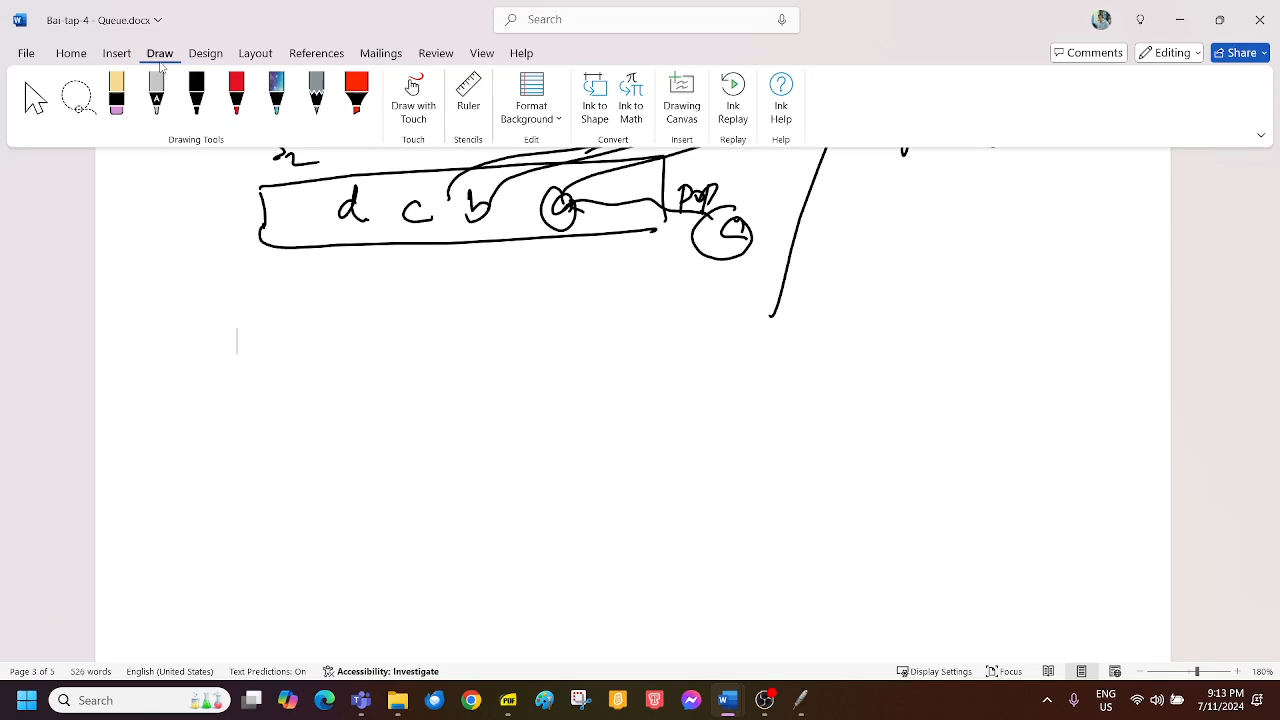 Bai-tap-4 - Queue.docx
Search
File Home Insert Draw Design Layout References Mailings Review View Help
Comments Editing Share
Draw with Touch
Ruler
Format Background
Ink to Shape
Ink to Math
Drawing Canvas
Ink Replay
Ink Help
Drawing Tools Touch Stencils Edit Convert Insert Replay Help
d c b a pop
a
Page 3 of 5 526 words English (United States) Text Predictions: On Accessibility: Investigate Display Settings Focus 180%
Search
ENG US
9:13 PM
7/11/2024